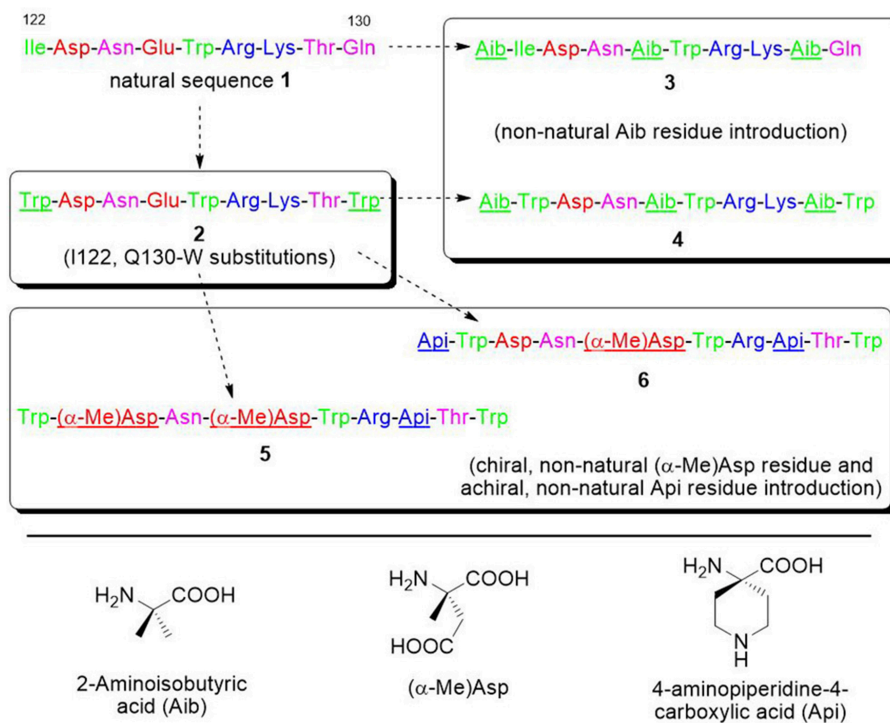 122 130
Ile-Asp-Asn-Glu-Trp-Arg-Lys-Thr-Gln
natural sequence 1
Aib-Ile-Asp-Asn-Aib-Trp-Arg-Lys-Aib-Gln
3
(non-natural Aib residue introduction)
Trp-Asp-Asn-Glu-Trp-Arg-Lys-Thr-Trp
2
(I122, Q130-W substitutions)
Aib-Trp-Asp-Asn-Aib-Trp-Arg-Lys-Aib-Trp
4
Api-Trp-Asp-Asn-(α-Me)Asp-Trp-Arg-Api-Thr-Trp
6
Trp-(α-Me)Asp-Asn-(α-Me)Asp-Trp-Arg-Api-Thr-Trp
5
(chiral, non-natural (α-Me)Asp residue and
achiral, non-natural Api residue introduction)
H₂N COOH
2-Aminoisobutyric
acid (Aib)
H₂N COOH
HOOC
(α-Me)Asp
H₂N COOH
N
H
4-aminopiperidine-4-
carboxylic acid (Api)